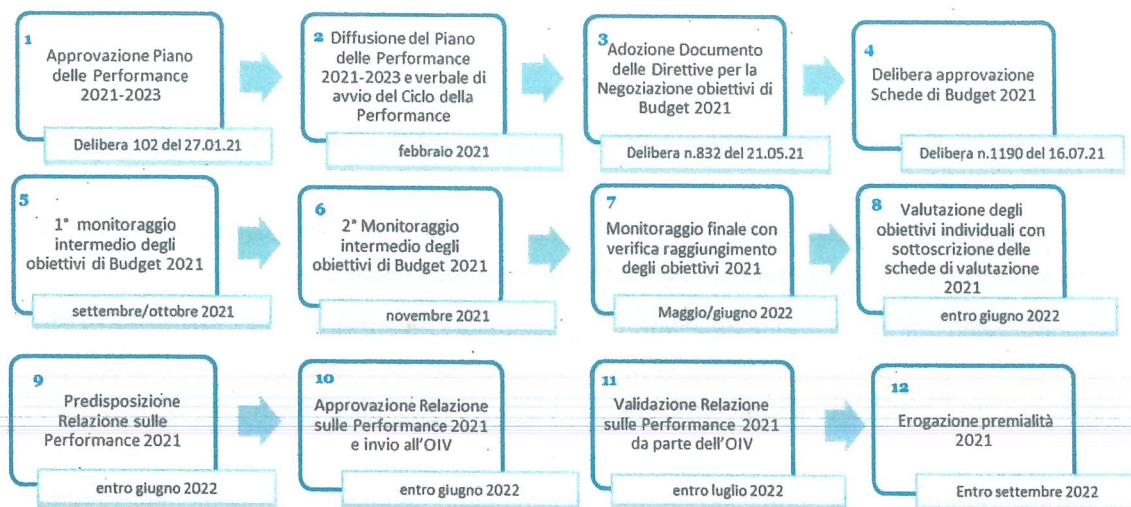 1
Approvazione Piano
delle Performance
2021-2023
Delibera 102 del 27.01.21
2 Diffusione del Piano
delle Performance
2021-2023 e verbale di
avvio del Ciclo della
Performance
febbraio 2021
3
Adozione Documento
delle Direttive per la
Negoziazione obiettivi di
Budget 2021
Delibera n.832 del 21.05.21
4
Delibera approvazione
Schede di Budget 2021
Delibera n.1190 del 16.07.21
5
1° monitoraggio
intermedio degli
obiettivi di Budget 2021
settembre/ottobre 2021
6
2° Monitoraggio
intermedio degli
obiettivi di Budget 2021
novembre 2021
7
Monitoraggio finale con
verifica raggiungimento
degli obiettivi 2021
Maggio/giugno 2022
8 Valutazione degli
obiettivi individuali con
sottoscrizione delle
schede di valutazione
2021
entro giugno 2022
9
Predisposizione
Relazione sulle
Performance 2021
entro giugno 2022
10
Approvazione Relazione
sulle Performance 2021
e invio all'OIV
entro giugno 2022
11
Validazione Relazione
sulle Performance 2021
da parte dell'OIV
entro luglio 2022
12
Erogazione premialità
2021
Entro settembre 2022